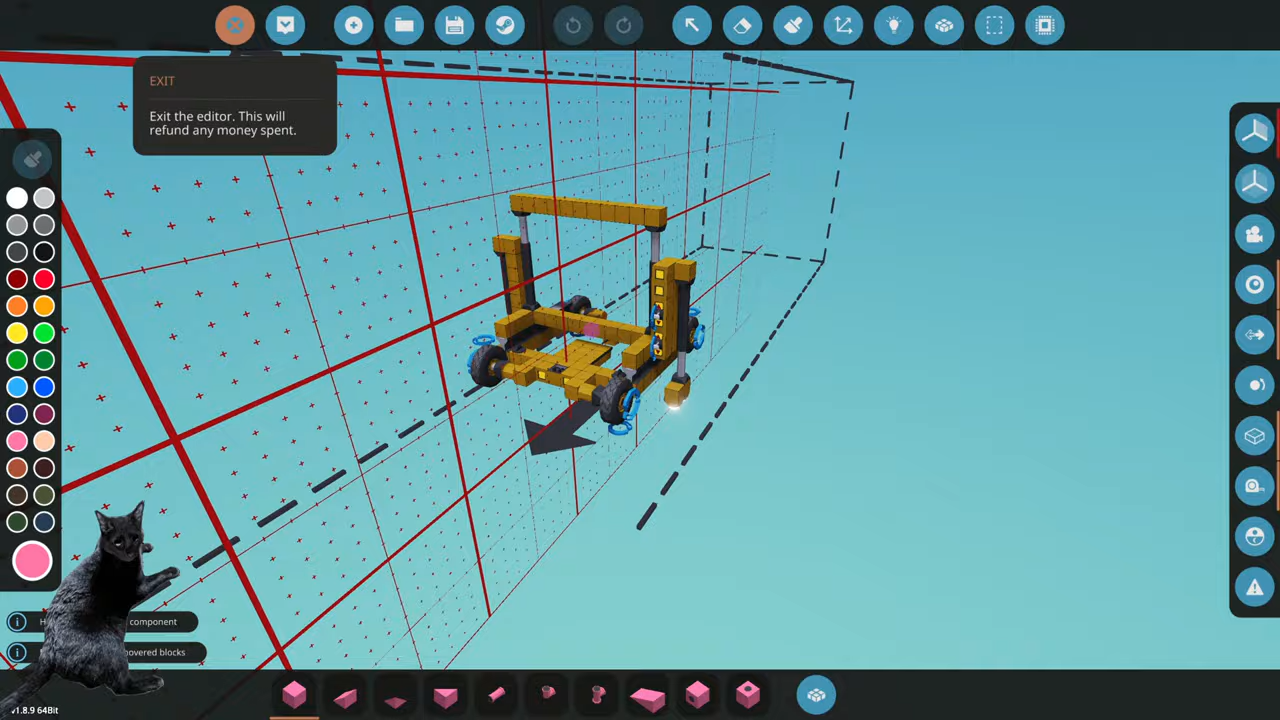 EXIT
Exit the editor. This will
refund any money spent.
component
overed blocks
v1.8.9 64Bit